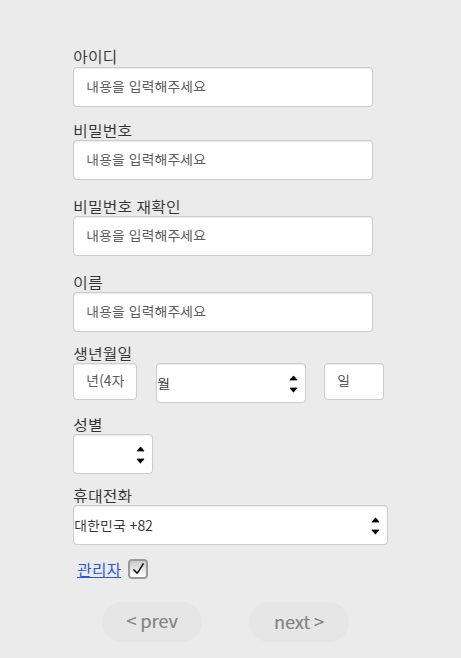 아이디
내용을 입력해주세요
비밀번호
내용을 입력해주세요
비밀번호 재확인
내용을 입력해주세요
이름
내용을 입력해주세요
생년월일
년(4자 월 일
성별
휴대전화
대한민국 +82
관리자
< prev next >